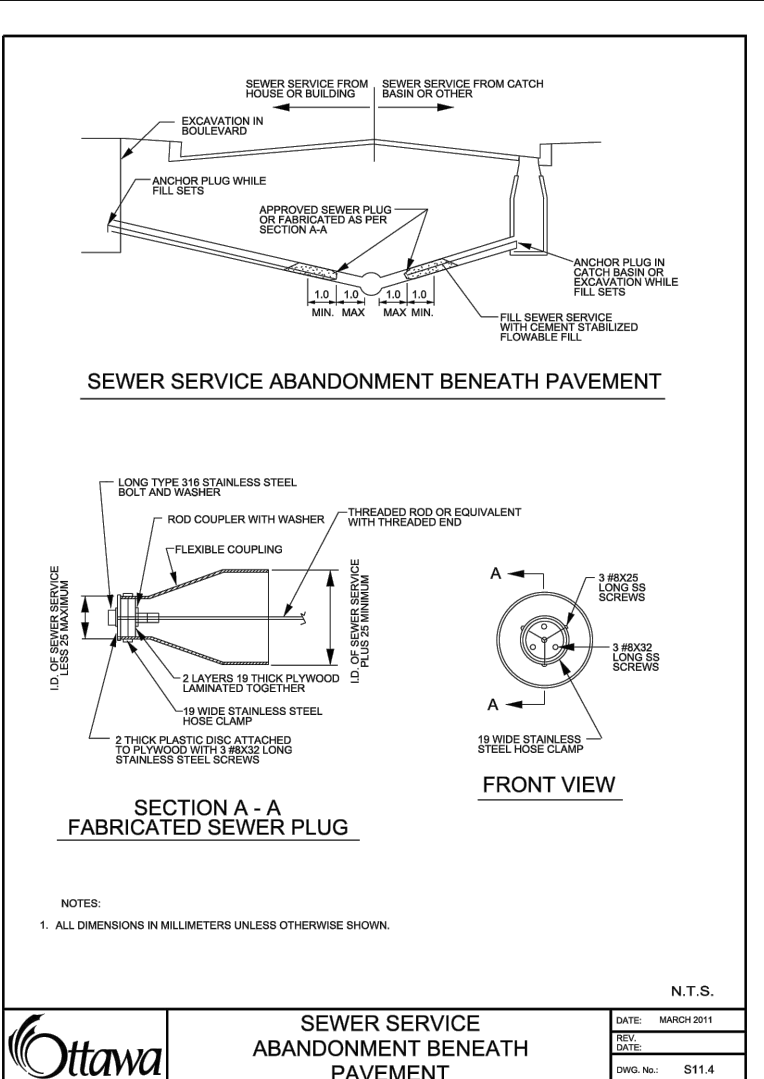 SEWER SERVICE FROM
HOUSE OR BUILDING
SEWER SERVICE FROM CATCH
BASIN OR OTHER
EXCAVATION IN
BOULEVARD
ANCHOR PLUG WHILE
FILL SETS
APPROVED SEWER PLUG
OR FABRICATED AS PER
SECTION A-A
ANCHOR PLUG IN
CATCH BASIN OR
EXCAVATION WHILE
FILL SETS
1.0 1.0 1.0 1.0
MIN. MAX MAX MIN.
FILL SEWER SERVICE
WITH CEMENT STABILIZED
FLOWABLE FILL
SEWER SERVICE ABANDONMENT BENEATH PAVEMENT
LONG TYPE 316 STAINLESS STEEL
BOLT AND WASHER
ROD COUPLER WITH WASHER
THREADED ROD OR EQUIVALENT
WITH THREADED END
FLEXIBLE COUPLING
I.D. OF SEWER SERVICE
LESS 25 MAXIMUM
I.D. OF SEWER SERVICE
PLUS 25 MINIMUM
2 LAYERS 19 THICK PLYWOOD
LAMINATED TOGETHER
19 WIDE STAINLESS STEEL
HOSE CLAMP
2 THICK PLASTIC DISC ATTACHED
TO PLYWOOD WITH 3 #8X32 LONG
STAINLESS STEEL SCREWS
SECTION A - A
FABRICATED SEWER PLUG
A
3 #8X25
LONG SS
SCREWS
3 #8X32
LONG SS
SCREWS
A
19 WIDE STAINLESS
STEEL HOSE CLAMP
FRONT VIEW
NOTES:
1. ALL DIMENSIONS IN MILLIMETERS UNLESS OTHERWISE SHOWN.
N.T.S.
Ottawa
SEWER SERVICE
ABANDONMENT BENEATH
PAVEMENT
DATE: MARCH 2011
REV.
DATE:
DWG. No.: S11.4